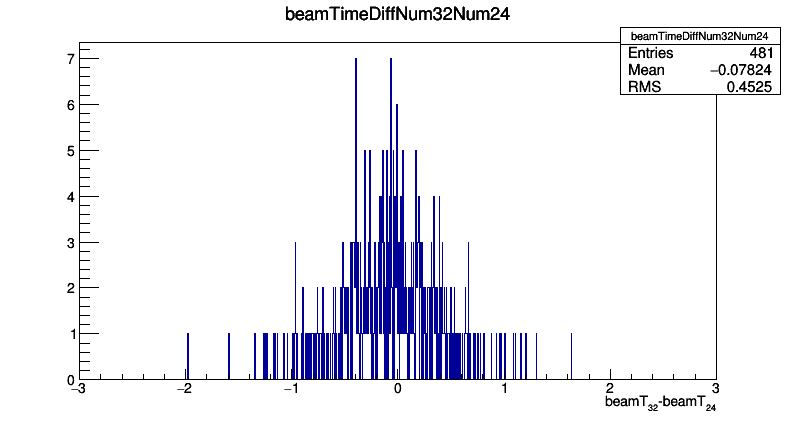 beamTimeDiffNum32Num24
beamTimeDiffNum32Num24
Entries 481
Mean −0.07824
RMS 0.4525
7
6
5
4
3
2
1
0
−3 −2 −1 0 1 2 3
beamT32-beamT24